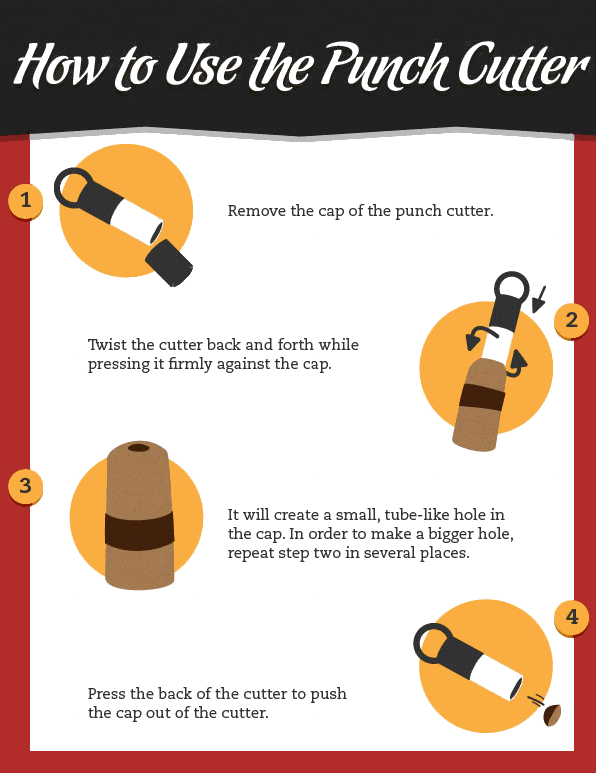 How to Use the Punch Cutter
1
Remove the cap of the punch cutter.
2
Twist the cutter back and forth while
pressing it firmly against the cap.
3
It will create a small, tube-like hole in
the cap. In order to make a bigger hole,
repeat step two in several places.
4
Press the back of the cutter to push
the cap out of the cutter.